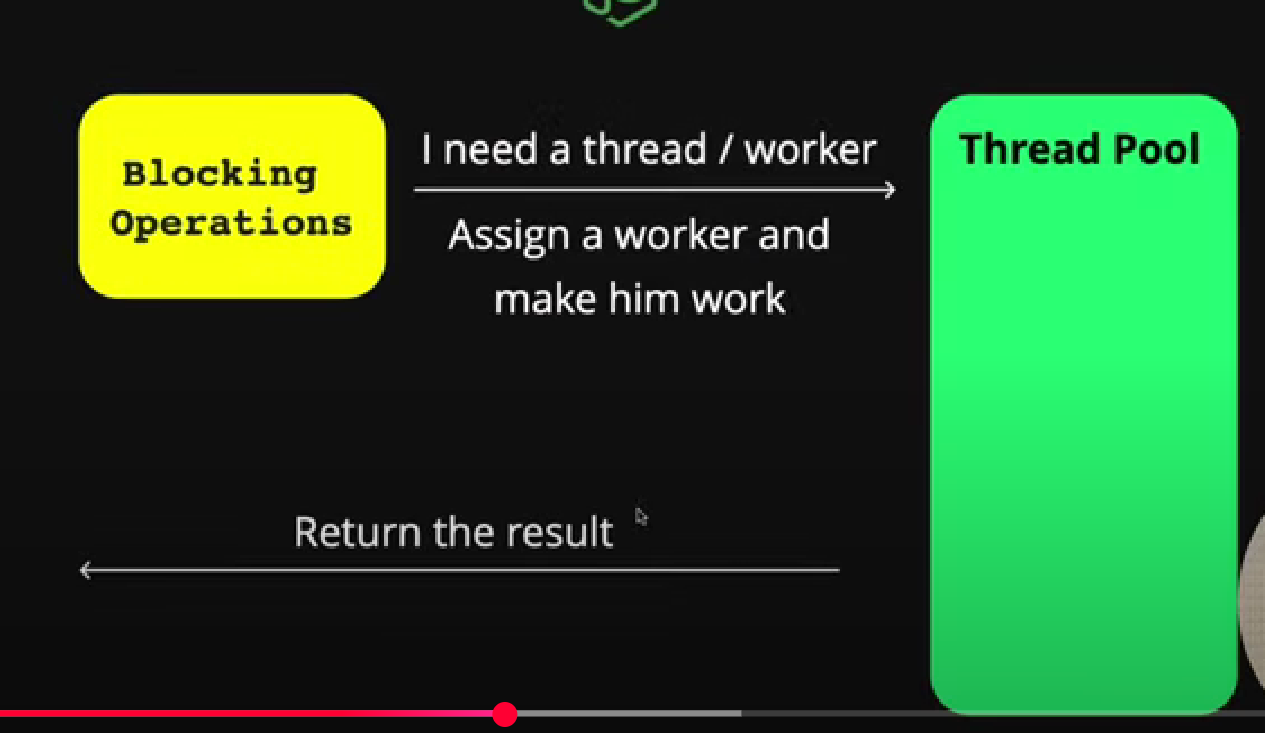 Blocking
Operations
I need a thread / worker
Assign a worker and
make him work
Thread Pool
Return the result